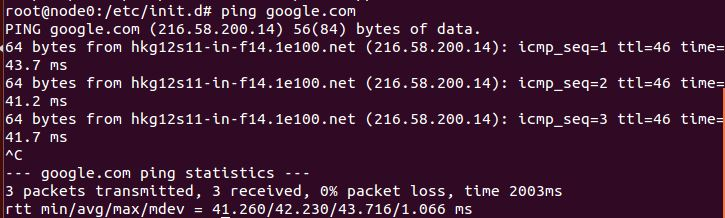 root@node0:/etc/init.d# ping google.com
PING google.com (216.58.200.14) 56(84) bytes of data.
64 bytes from hkg12s11-in-f14.1e100.net (216.58.200.14): icmp_seq=1 ttl=46 time=
43.7 ms
64 bytes from hkg12s11-in-f14.1e100.net (216.58.200.14): icmp_seq=2 ttl=46 time=
41.2 ms
64 bytes from hkg12s11-in-f14.1e100.net (216.58.200.14): icmp_seq=3 ttl=46 time=
41.7 ms
^C
--- google.com ping statistics ---
3 packets transmitted, 3 received, 0% packet loss, time 2003ms
rtt min/avg/max/mdev = 41.260/42.230/43.716/1.066 ms